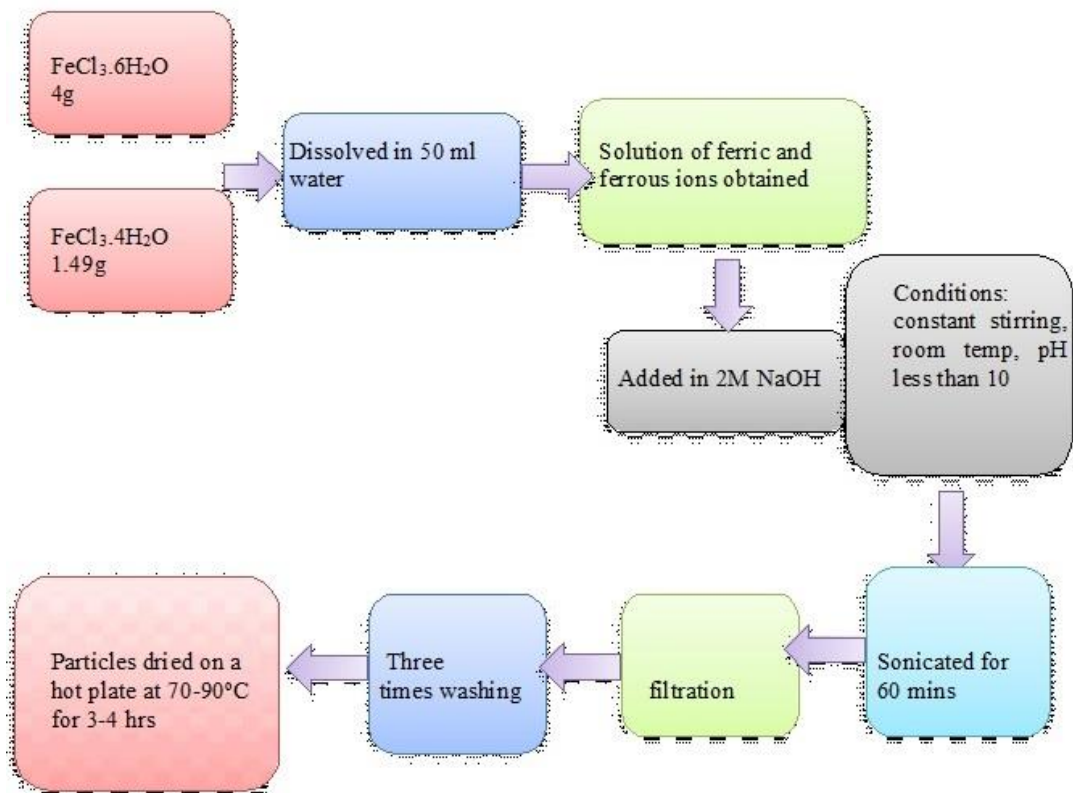 FeCl₃.6H₂O
4g
FeCl₃.4H₂O
1.49g
Dissolved in 50 ml
water
Solution of ferric and
ferrous ions obtained
Added in 2M NaOH
Conditions:
constant stirring,
room temp, pH
less than 10
Sonicated for
60 mins
filtration
Three
times washing
Particles dried on a
hot plate at 70-90°C
for 3-4 hrs